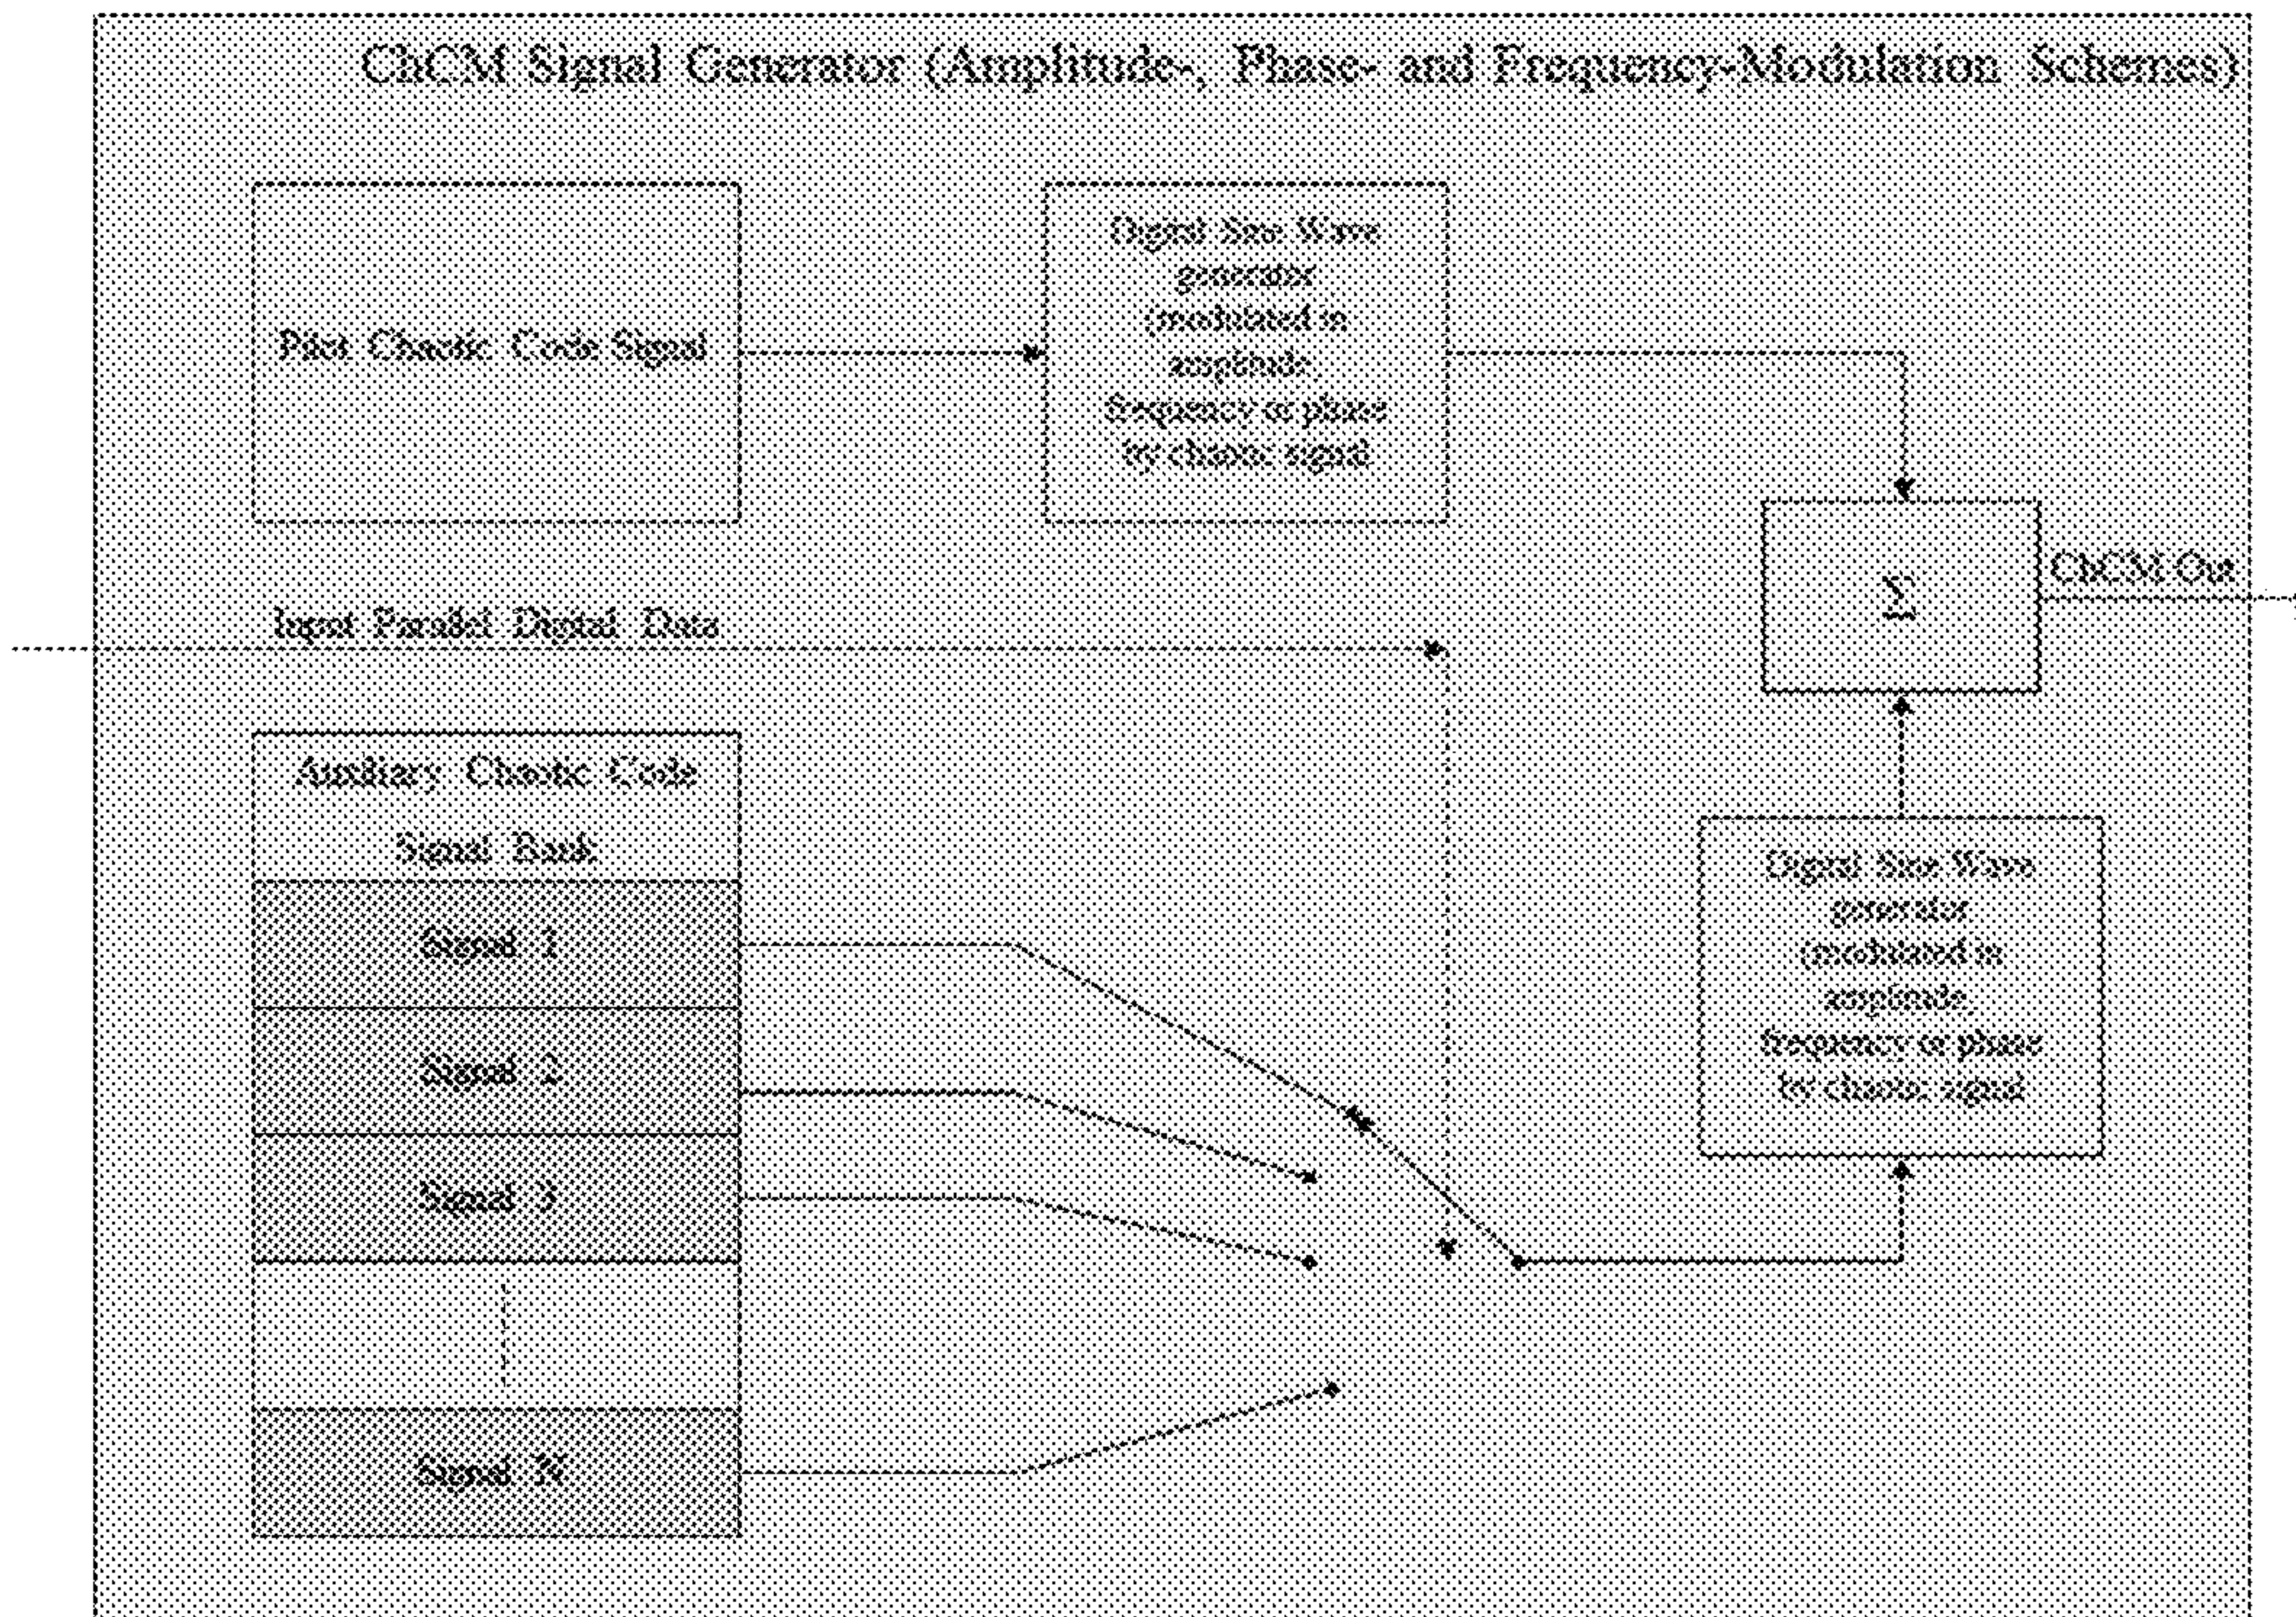 ChCM Signal Generator (Amplitude-, Phase- and Frequency-Modulation Schemes)
Pilot Chaotic Code Signal
Digital Sine Wave
generator
(modulated in
amplitude,
frequency or phase
by chaotic signal
Input Parallel Digital Data
Σ
ChCM Out
Auxiliary Chaotic Code
Signal Bank
Signal 1
Signal 2
Signal 3
Signal N
Digital Sine Wave
generator
(modulated in
amplitude,
frequency or phase
by chaotic signal